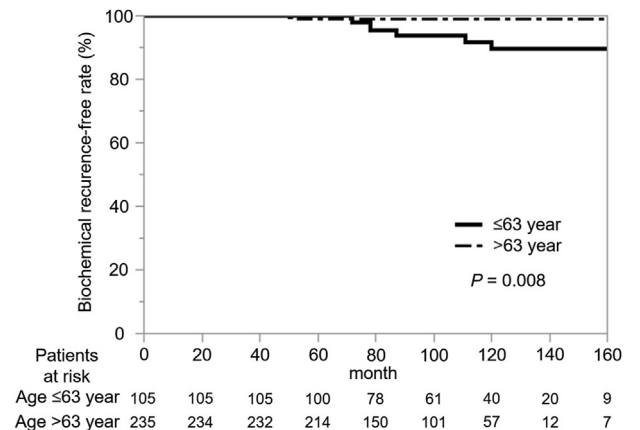 Biochemical recurence-free rate (%)
100
80
60
40
20
0
≤63 year
>63 year
P = 0.008
0 20 40 60 80 100 120 140 160
month
Patients
at risk
Age ≤63 year 105 105 105 100 78 61 40 20 9
Age >63 year 235 234 232 214 150 101 57 12 7